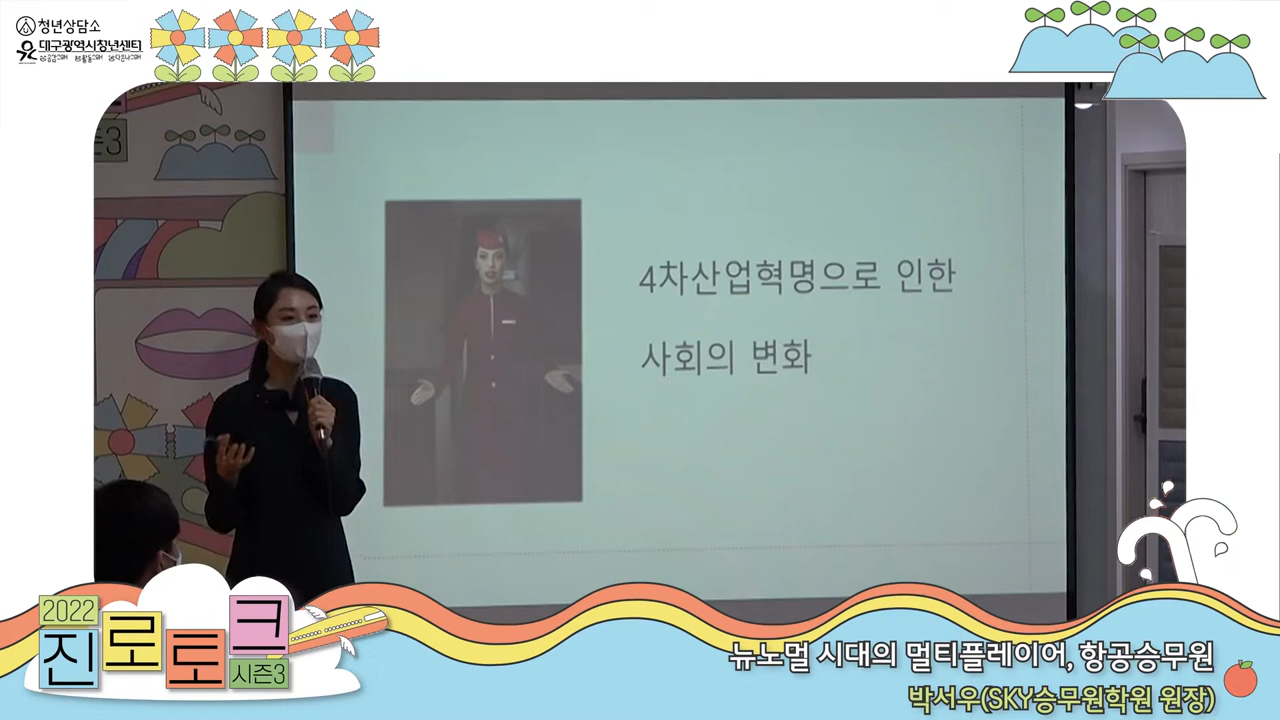 청년상담소
대구광역시청년센터
즌3
4차산업혁명으로 인한
사회의 변화
2022
진로토크
시즌3
뉴노멀 시대의 멀티플레이어, 항공승무원
박서우(SKY승무원학원 원장)